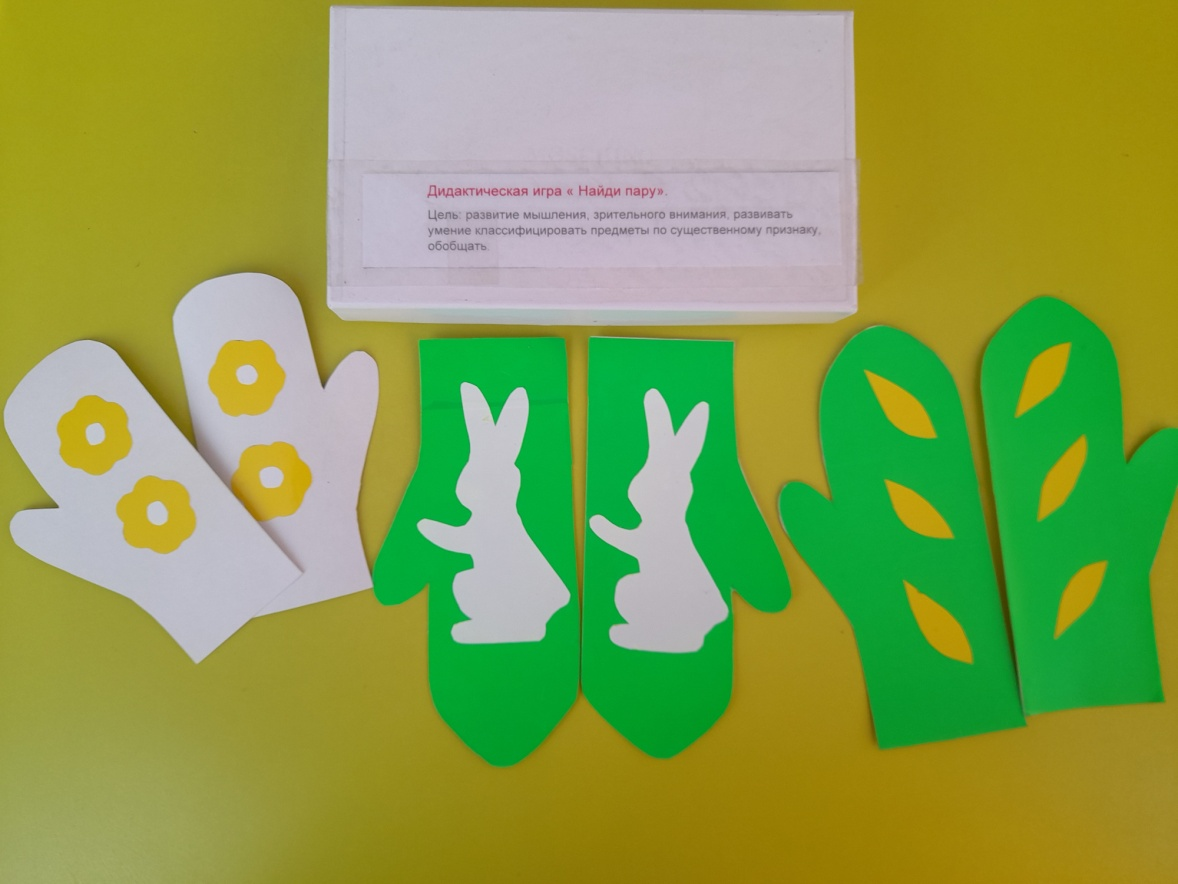 Дидактическая игра « Найди пару».
Цель: развитие мышления, зрительного внимания, развивать
умение классифицировать предметы по существенному признаку,
обобщать.